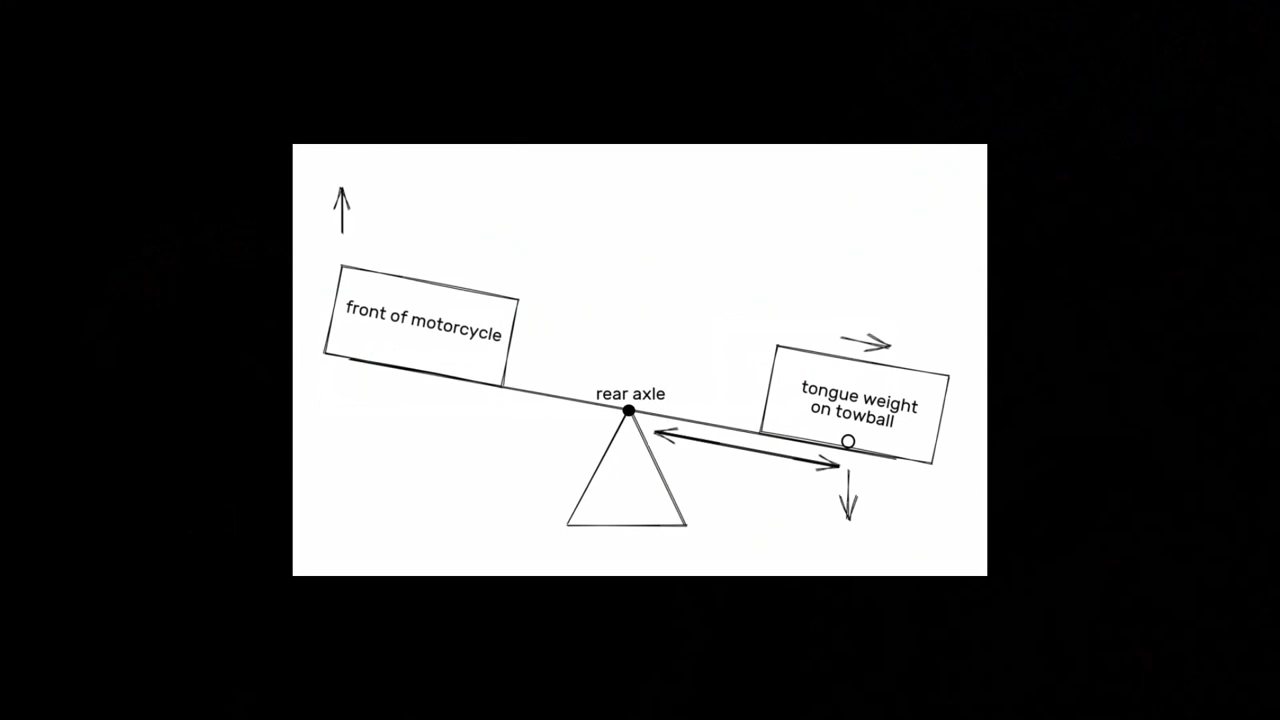 front of motorcycle
rear axle
tongue weight
on towball